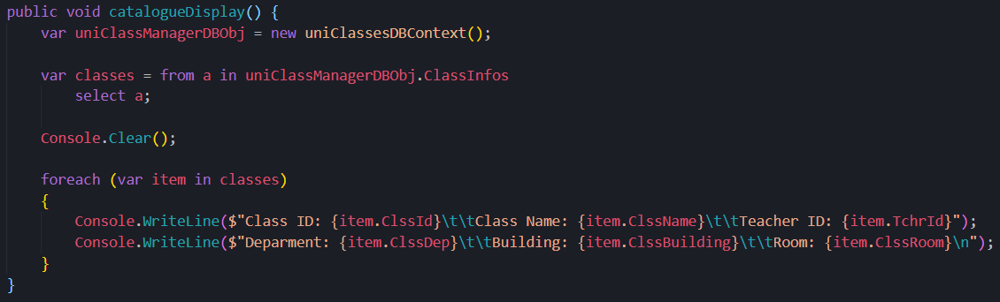 public void catalogueDisplay() {
    var uniClassManagerDBObj = new uniClassesDBContext();
    var classes = from a in uniClassManagerDBObj.ClassInfos
        select a;
    Console.Clear();
    foreach (var item in classes)
    {
        Console.WriteLine($"Class ID: {item.ClssId}\t\tClass Name: {item.ClssName}\t\tTeacher ID: {item.TchrId}");
        Console.WriteLine($"Deparment: {item.ClssDep}\t\tBuilding: {item.ClssBuilding}\t\tRoom: {item.ClssRoom}\n");
    }
}